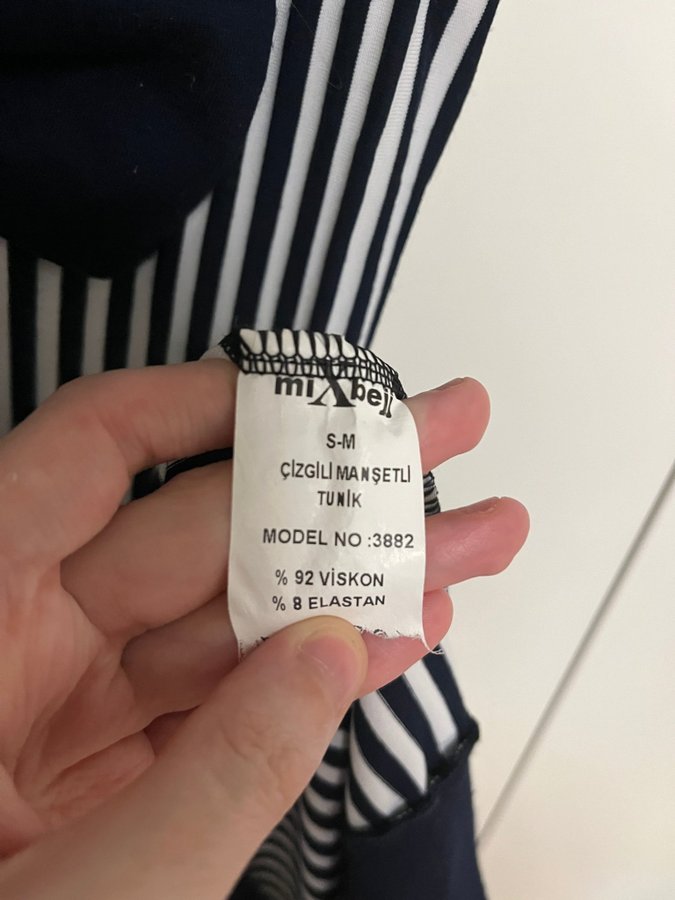 miXbeji
S-M
ÇİZGİLİ MANŞETLİ
TUNİK
MODEL NO :3882
% 92 VİSKON
% 8 ELASTAN